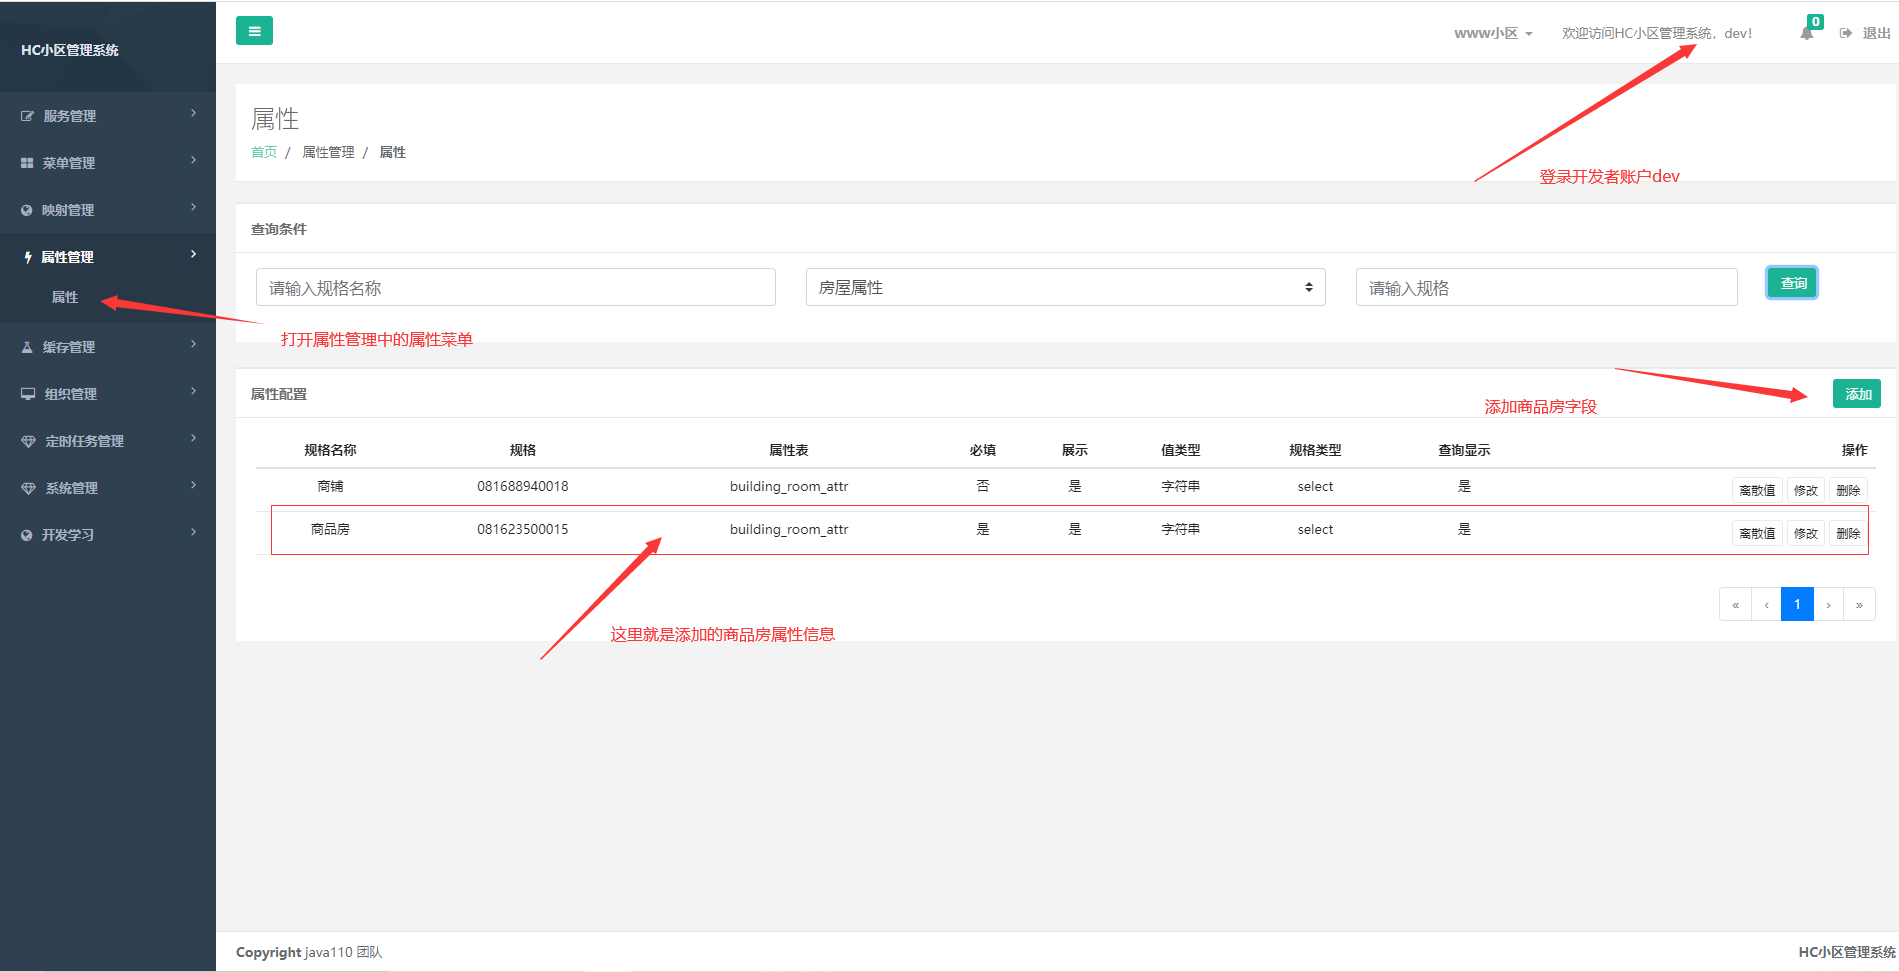 HC小区管理系统
www小区
欢迎访问HC小区管理系统，dev!
0
退出
服务管理
菜单管理
映射管理
属性管理
属性
缓存管理
组织管理
定时任务管理
系统管理
开发学习
属性
首页 / 属性管理 / 属性
登录开发者账户dev
查询条件
请输入规格名称
房屋属性
请输入规格
查询
打开属性管理中的属性菜单
属性配置
添加
添加商品房字段
规格名称 规格 属性表 必填 展示 值类型 规格类型 查询显示 操作
商铺 081688940018 building_room_attr 否 是 字符串 select 是 离散值 修改 删除
商品房 081623500015 building_room_attr 是 是 字符串 select 是 离散值 修改 删除
« ‹ 1 › »
这里就是添加的商品房属性信息
Copyright java110 团队
HC小区管理系统